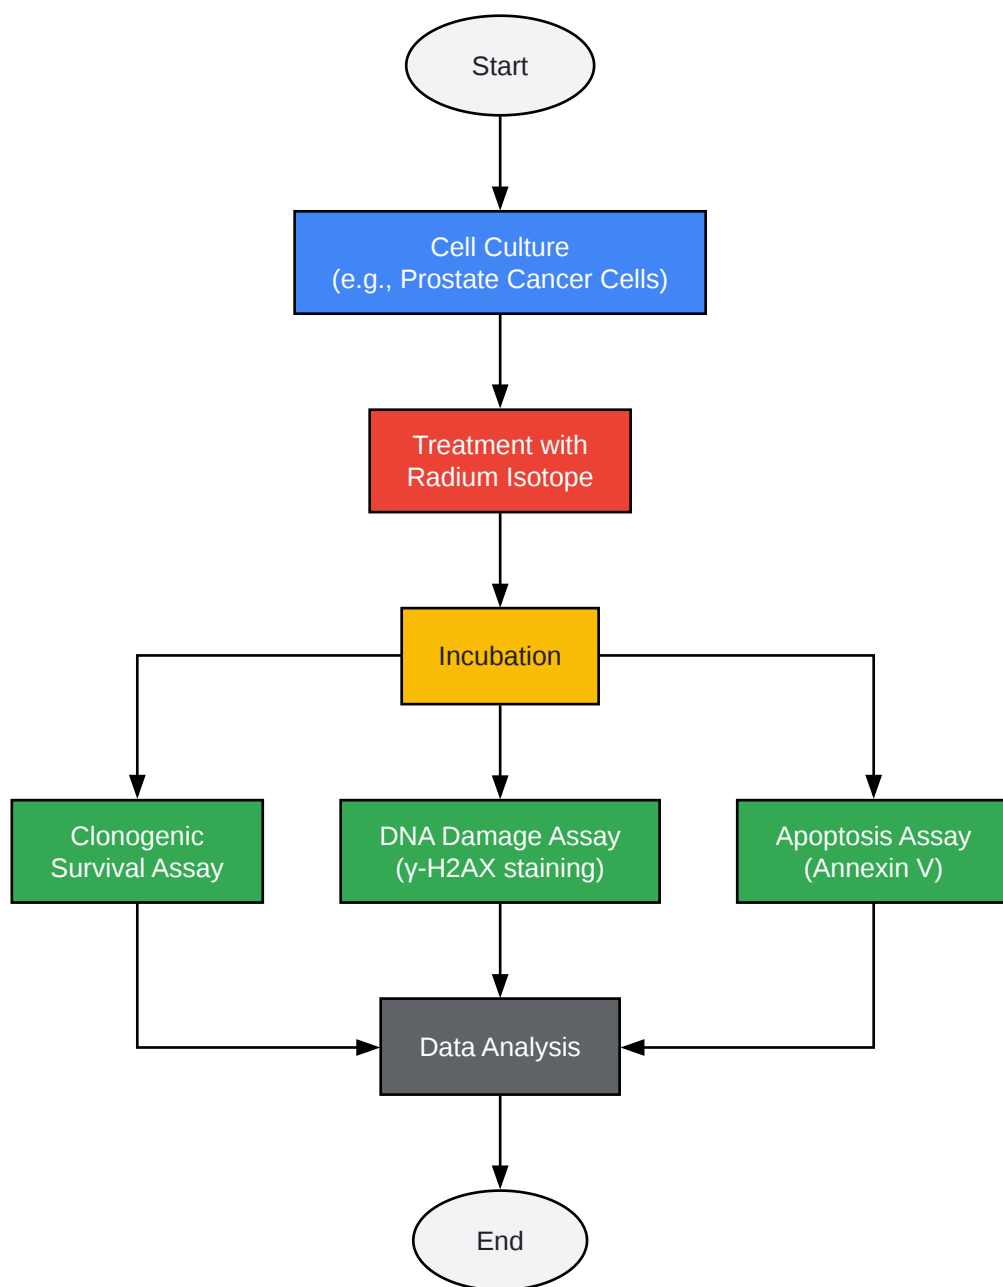 Start
Cell Culture
(e.g., Prostate Cancer Cells)
Treatment with
Radium Isotope
Incubation
Clonogenic
Survival Assay
DNA Damage Assay
(γ-H2AX staining)
Apoptosis Assay
(Annexin V)
Data Analysis
End